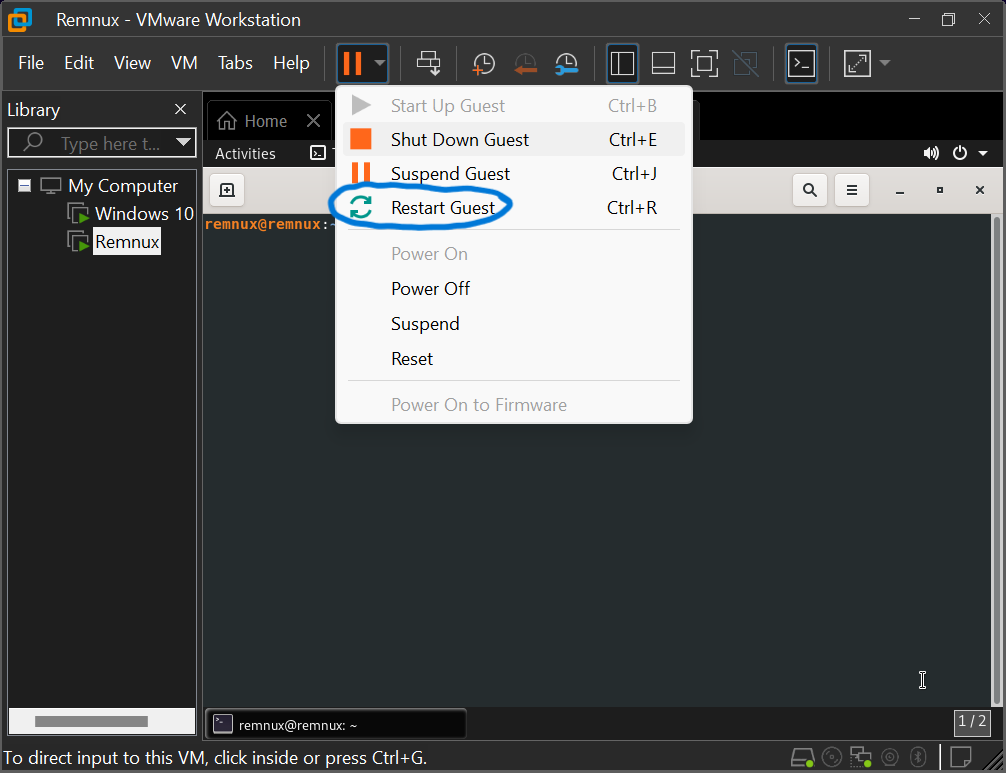 Remnux - VMware Workstation
File Edit View VM Tabs Help
Library
Type here t...
My Computer
Windows 10
Remnux
Home
Activities
remnux@remnux:~
Start Up Guest Ctrl+B
Shut Down Guest Ctrl+E
Suspend Guest Ctrl+J
Restart Guest Ctrl+R
Power On
Power Off
Suspend
Reset
Power On to Firmware
remnux@remnux: ~
1 / 2
To direct input to this VM, click inside or press Ctrl+G.